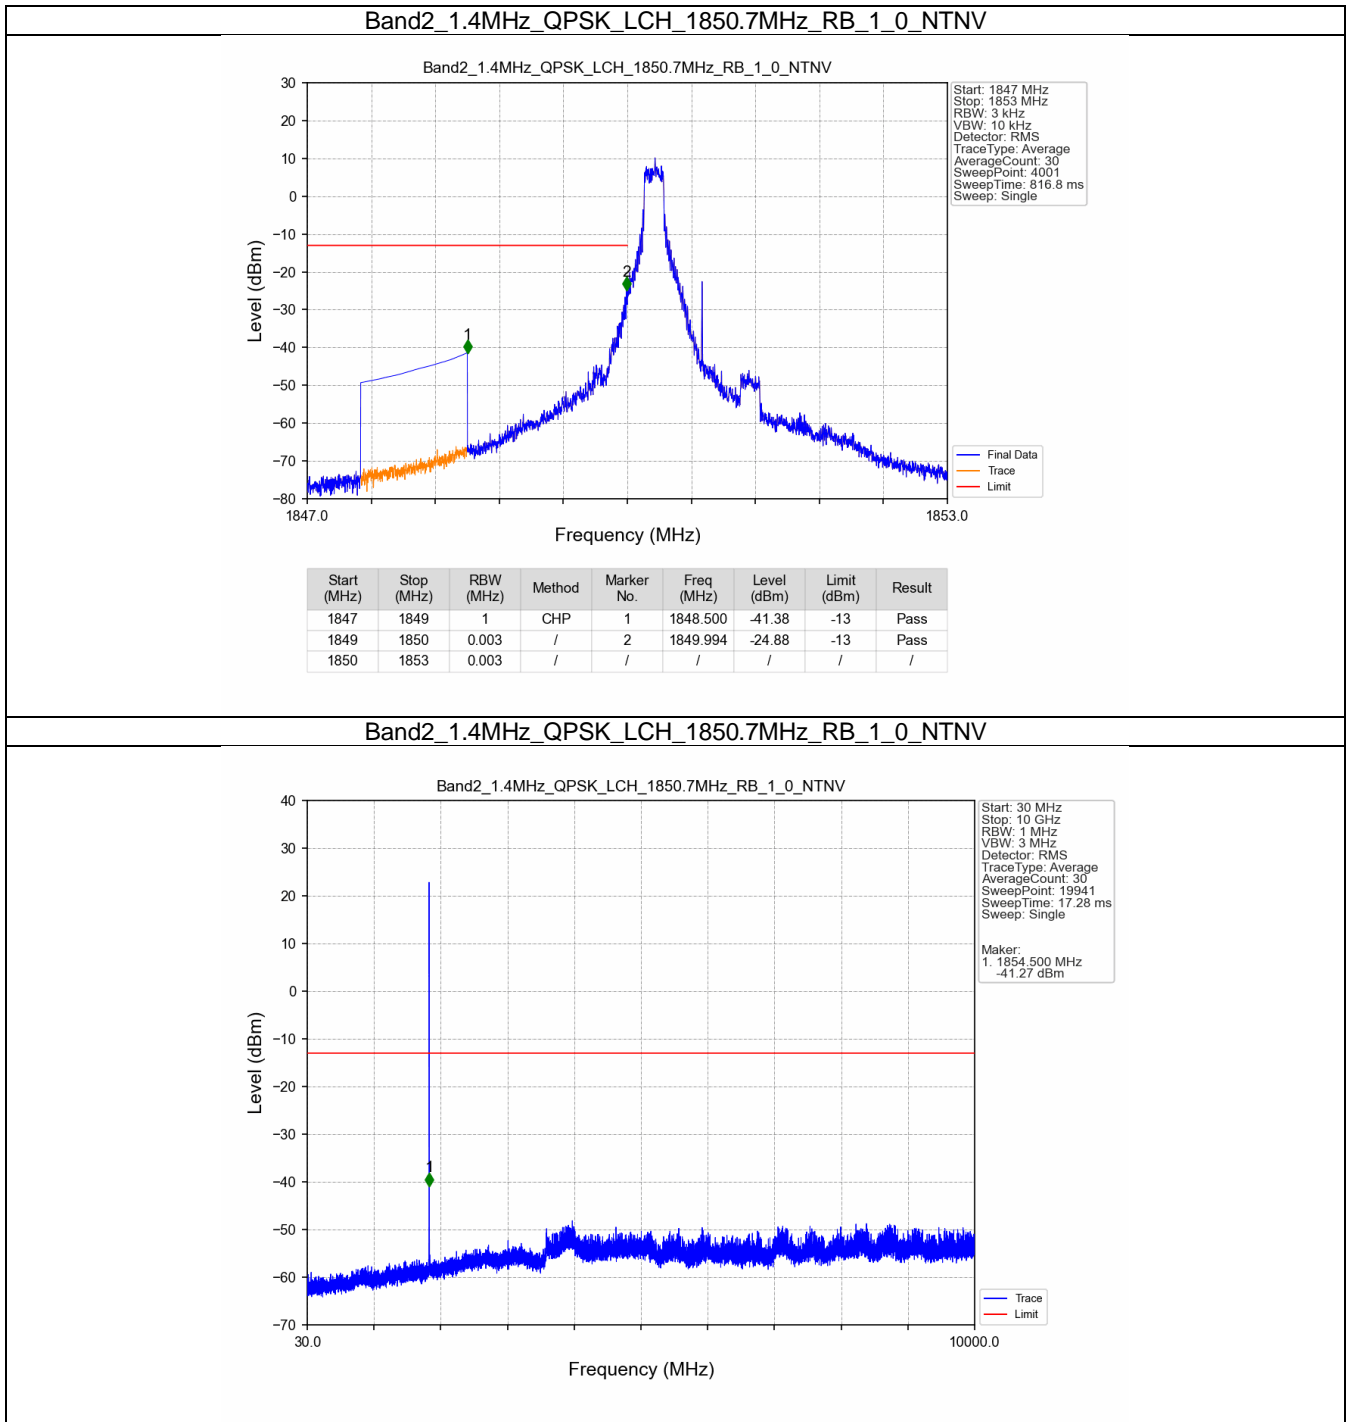 Band2_1.4MHz_QPSK_LCH_1850.7MHz_RB_1_0_NTNV
Band2_1.4MHz_QPSK_LCH_1850.7MHz_RB_1_0_NTNV
30
20
10
0
−10
−20
−30
−40
−50
−60
−70
−80
Level (dBm)
1
2
1847.0
1853.0
Frequency (MHz)
Start: 1847 MHz
Stop: 1853 MHz
RBW: 3 kHz
VBW: 10 kHz
Detector: RMS
TraceType: Average
AverageCount: 30
SweepPoint: 4001
SweepTime: 816.8 ms
Sweep: Single
Final Data
Trace
Limit
Start (MHz) Stop (MHz) RBW (MHz) Method Marker No. Freq (MHz) Level (dBm) Limit (dBm) Result
1847 1849 1 CHP 1 1848.500 -41.38 -13 Pass
1849 1850 0.003 / 2 1849.994 -24.88 -13 Pass
1850 1853 0.003 / / / / / /
Band2_1.4MHz_QPSK_LCH_1850.7MHz_RB_1_0_NTNV
Band2_1.4MHz_QPSK_LCH_1850.7MHz_RB_1_0_NTNV
40
30
20
10
0
−10
−20
−30
−40
−50
−60
−70
Level (dBm)
1
30.0
10000.0
Frequency (MHz)
Start: 30 MHz
Stop: 10 GHz
RBW: 1 MHz
VBW: 3 MHz
Detector: RMS
TraceType: Average
AverageCount: 30
SweepPoint: 19941
SweepTime: 17.28 ms
Sweep: Single
Maker:
1. 1854.500 MHz
-41.27 dBm
Trace
Limit